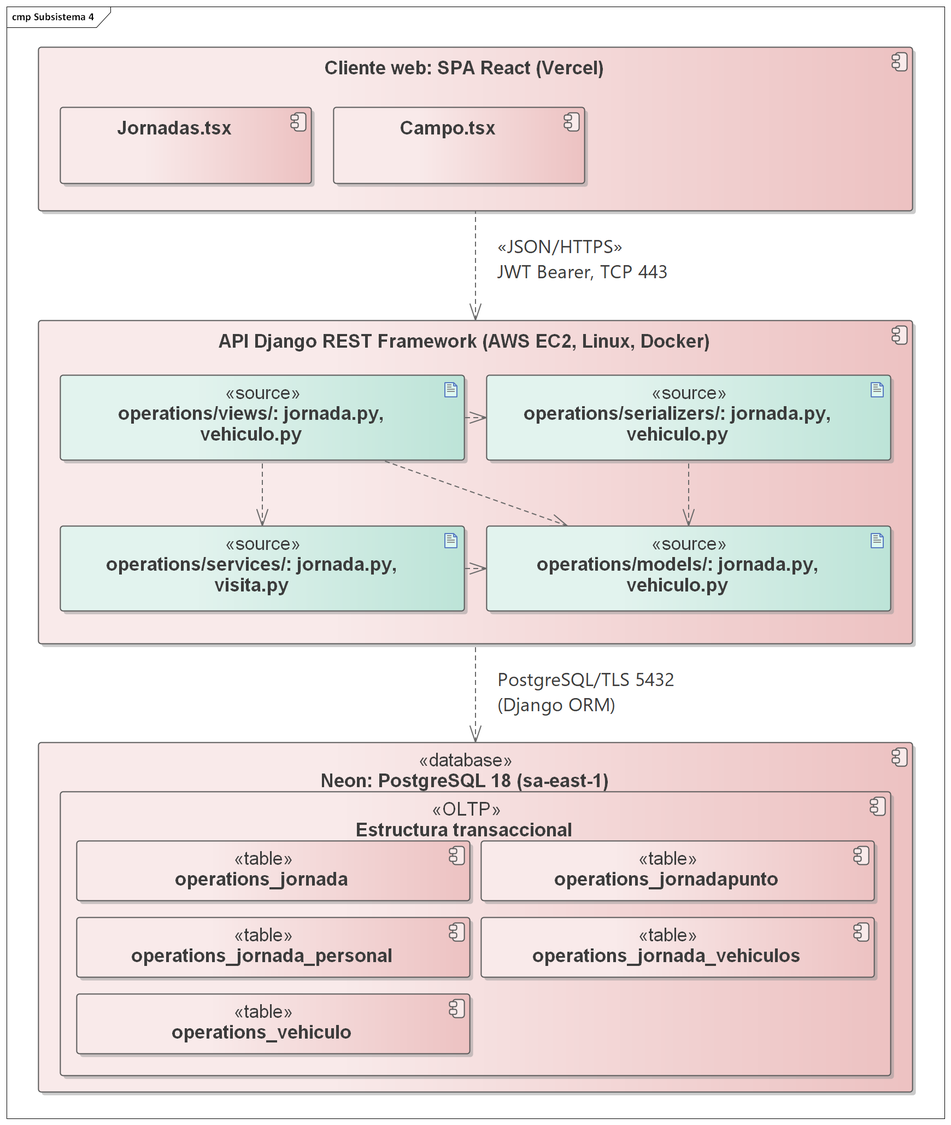 cmp Subsistema 4
Cliente web: SPA React (Vercel)
Jornadas.tsx
Campo.tsx
«JSON/HTTPS»
JWT Bearer, TCP 443
API Django REST Framework (AWS EC2, Linux, Docker)
«source»
operations/views/: jornada.py,
vehiculo.py
«source»
operations/serializers/: jornada.py,
vehiculo.py
«source»
operations/services/: jornada.py,
visita.py
«source»
operations/models/: jornada.py,
vehiculo.py
PostgreSQL/TLS 5432
(Django ORM)
«database»
Neon: PostgreSQL 18 (sa-east-1)
«OLTP»
Estructura transaccional
«table»
operations_jornada
«table»
operations_jornadapunto
«table»
operations_jornada_personal
«table»
operations_jornada_vehiculos
«table»
operations_vehiculo